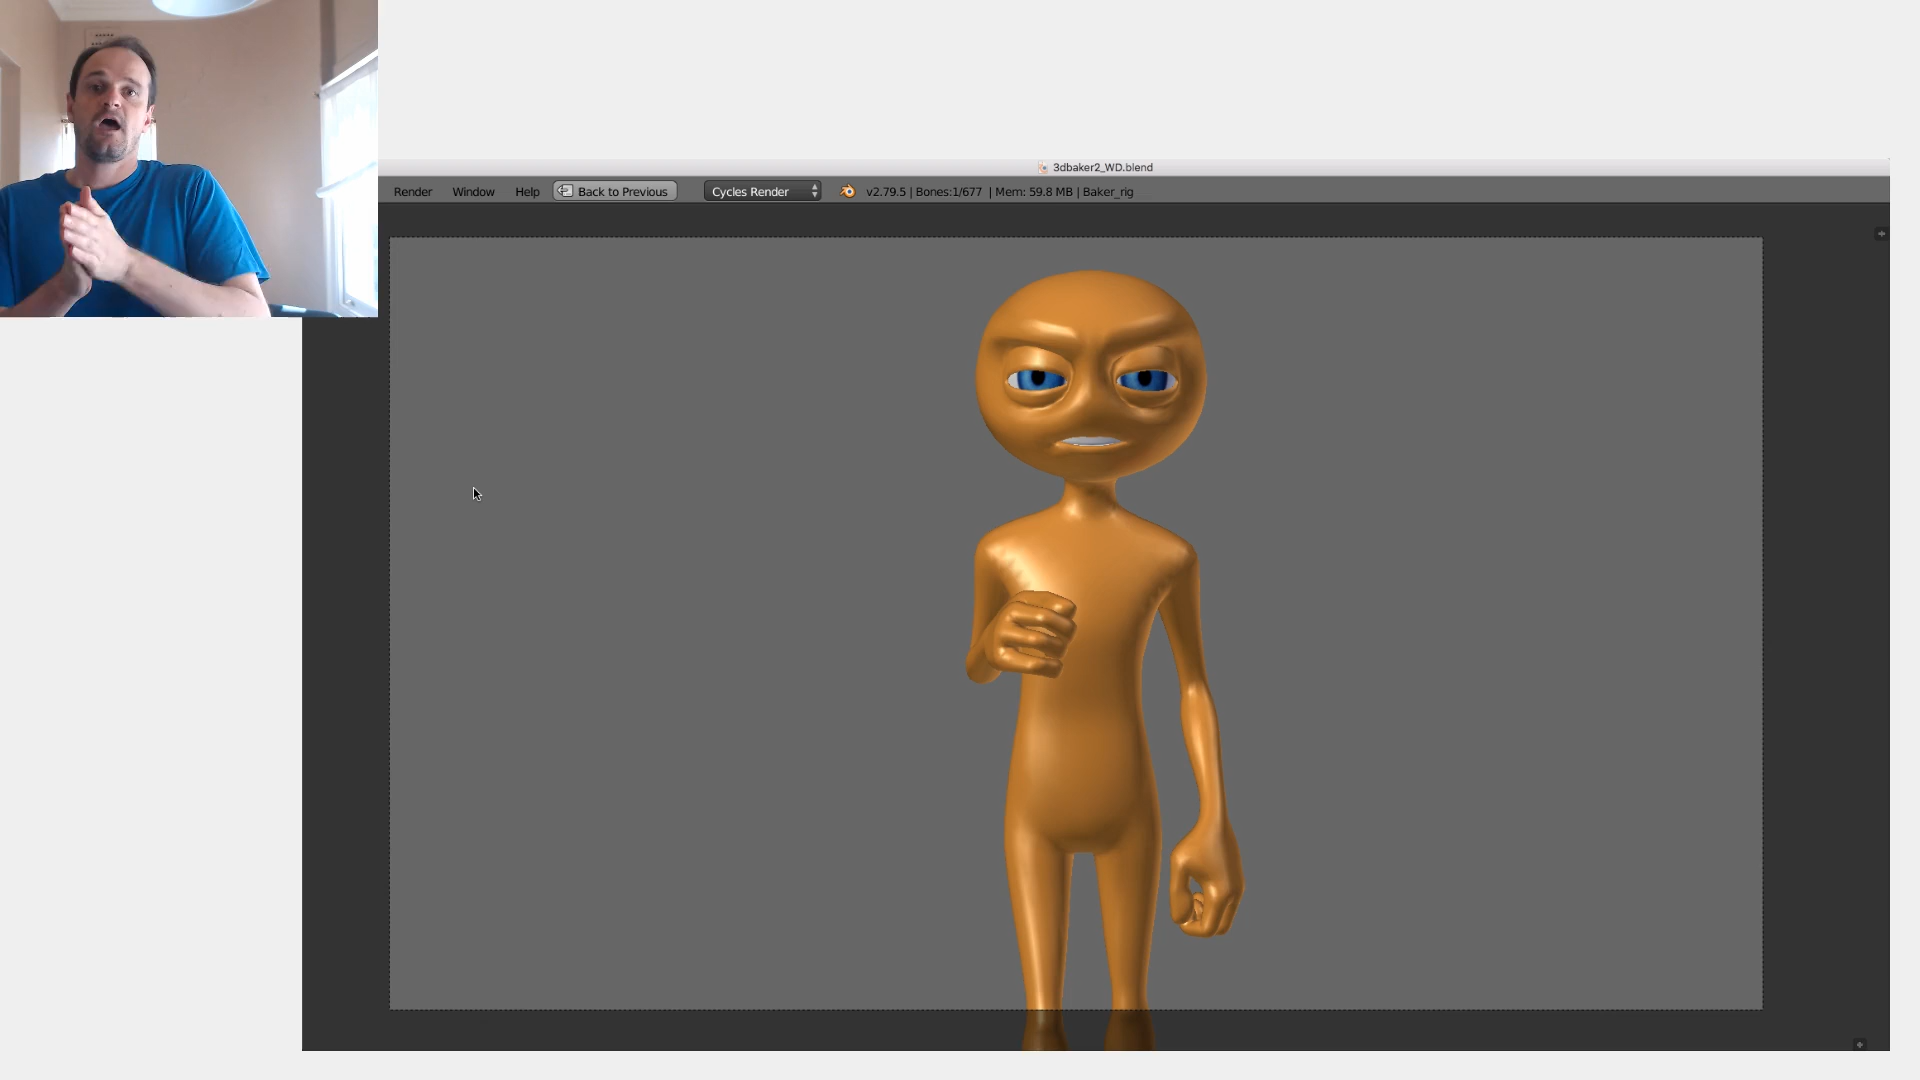 3dbaker2_WD.blend
Render Window Help Back to Previous Cycles Render v2.79.5 | Bones:1/677 | Mem: 59.8 MB | Baker_rig